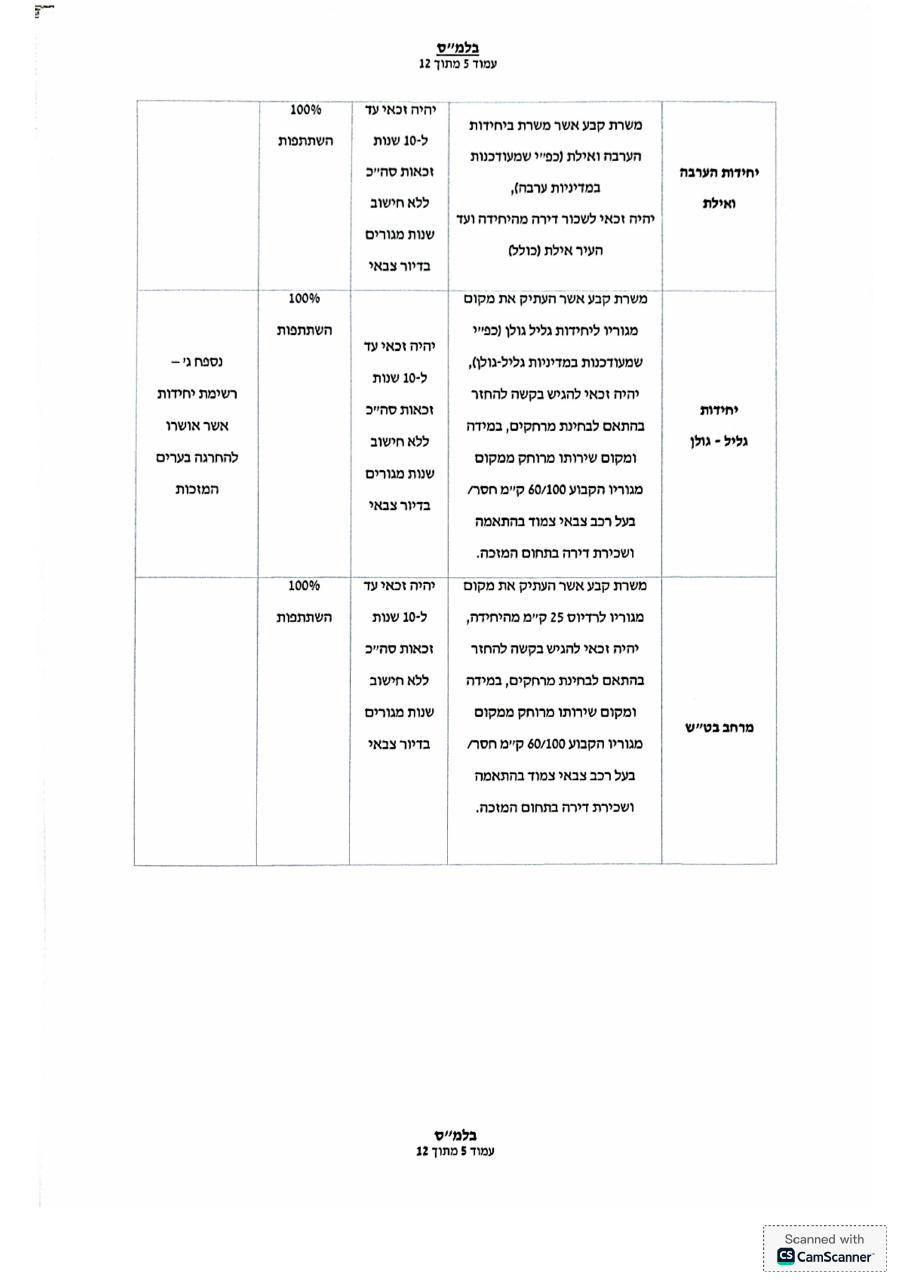 בלמ״ס
עמוד 5 מתוך 12
יחידות הערבה
ואילת
משרת קבע אשר משרת ביחידות
הערבה ואילת (כפ״י שמעודכנות
במדיניות ערבה),
יהיה זכאי לשכור דירה מהיחידה ועד
העיר אילת (כולל)
יהיה זכאי עד
ל-10 שנות
זכאות סה״כ
ללא חישוב
שנות מגורים
בדיור צבאי
100%
השתתפות
יחידות
גליל - גולן
משרת קבע אשר העתיק את מקום
מגוריו ליחידות גליל גולן (כפ״י
שמעודכנות במדיניות גליל-גולן),
יהיה זכאי להגיש בקשה להחזר
בהתאם לבחינת מרחקים, במידה
ומקום שירותו מרוחק ממקום
מגוריו הקבוע 60/100 ק״מ חסר/
בעל רכב צבאי צמוד בהתאמה
ושכירת דירה בתחום המזכה.
יהיה זכאי עד
ל-10 שנות
זכאות סה״כ
ללא חישוב
שנות מגורים
בדיור צבאי
100%
השתתפות
נספח ג׳ –
רשימת יחידות
אשר אושרו
להחרגה בערים
המזכות
מרחב בט״ש
משרת קבע אשר העתיק את מקום
מגוריו לרדיוס 25 ק״מ מהיחידה,
יהיה זכאי להגיש בקשה להחזר
בהתאם לבחינת מרחקים, במידה
ומקום שירותו מרוחק ממקום
מגוריו הקבוע 60/100 ק״מ חסר/
בעל רכב צבאי צמוד בהתאמה
ושכירת דירה בתחום המזכה.
יהיה זכאי עד
ל-10 שנות
זכאות סה״כ
ללא חישוב
שנות מגורים
בדיור צבאי
100%
השתתפות
בלמ״ס
עמוד 5 מתוך 12
Scanned with
CS CamScanner